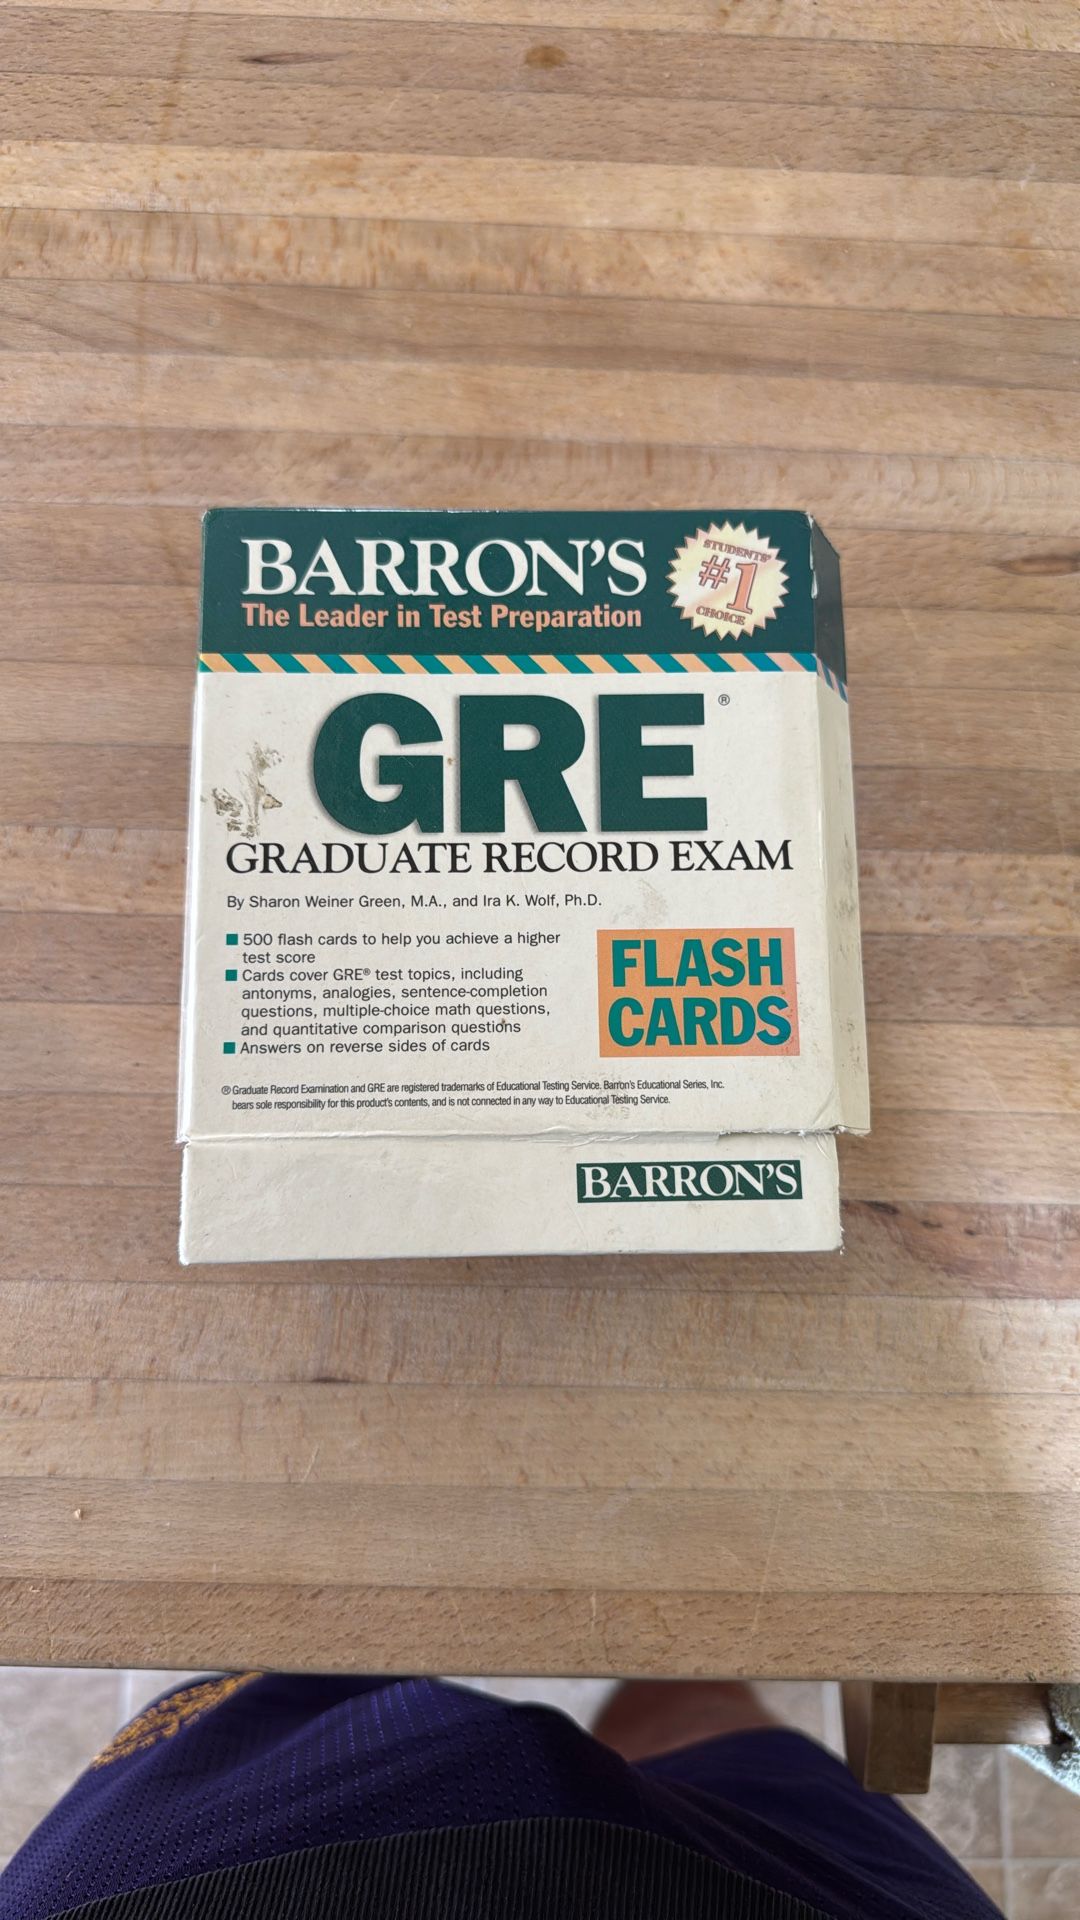 BARRON'S
The Leader in Test Preparation
STUDENTS'
#1
CHOICE
GRE®
GRADUATE RECORD EXAM
By Sharon Weiner Green, M.A., and Ira K. Wolf, Ph.D.
■ 500 flash cards to help you achieve a higher
test score
■ Cards cover GRE® test topics, including
antonyms, analogies, sentence-completion
questions, multiple-choice math questions,
and quantitative comparison questions
■ Answers on reverse sides of cards
FLASH
CARDS
® Graduate Record Examination and GRE are registered trademarks of Educational Testing Service. Barron's Educational Series, Inc.
bears sole responsibility for this product's contents, and is not connected in any way to Educational Testing Service.
BARRON'S